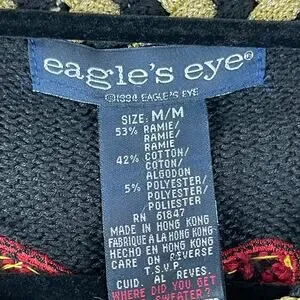 eagle's eye®
©1994 EAGLE'S EYE
SIZE: M/M
53% RAMIE/
RAMIE/
RAMIE
42% COTTON/
COTON/
ALGODON
5% POLYESTER/
POLYESTER/
POLIESTER
RN 61847
MADE IN HONG KONG
FABRIQUE A LA HONG KONG
HECHO EN HONG KONG
CARE ON REVERSE
T.S.V.P.
CUID. AL REVES.
WHERE DID YOU GET
SWEATER?